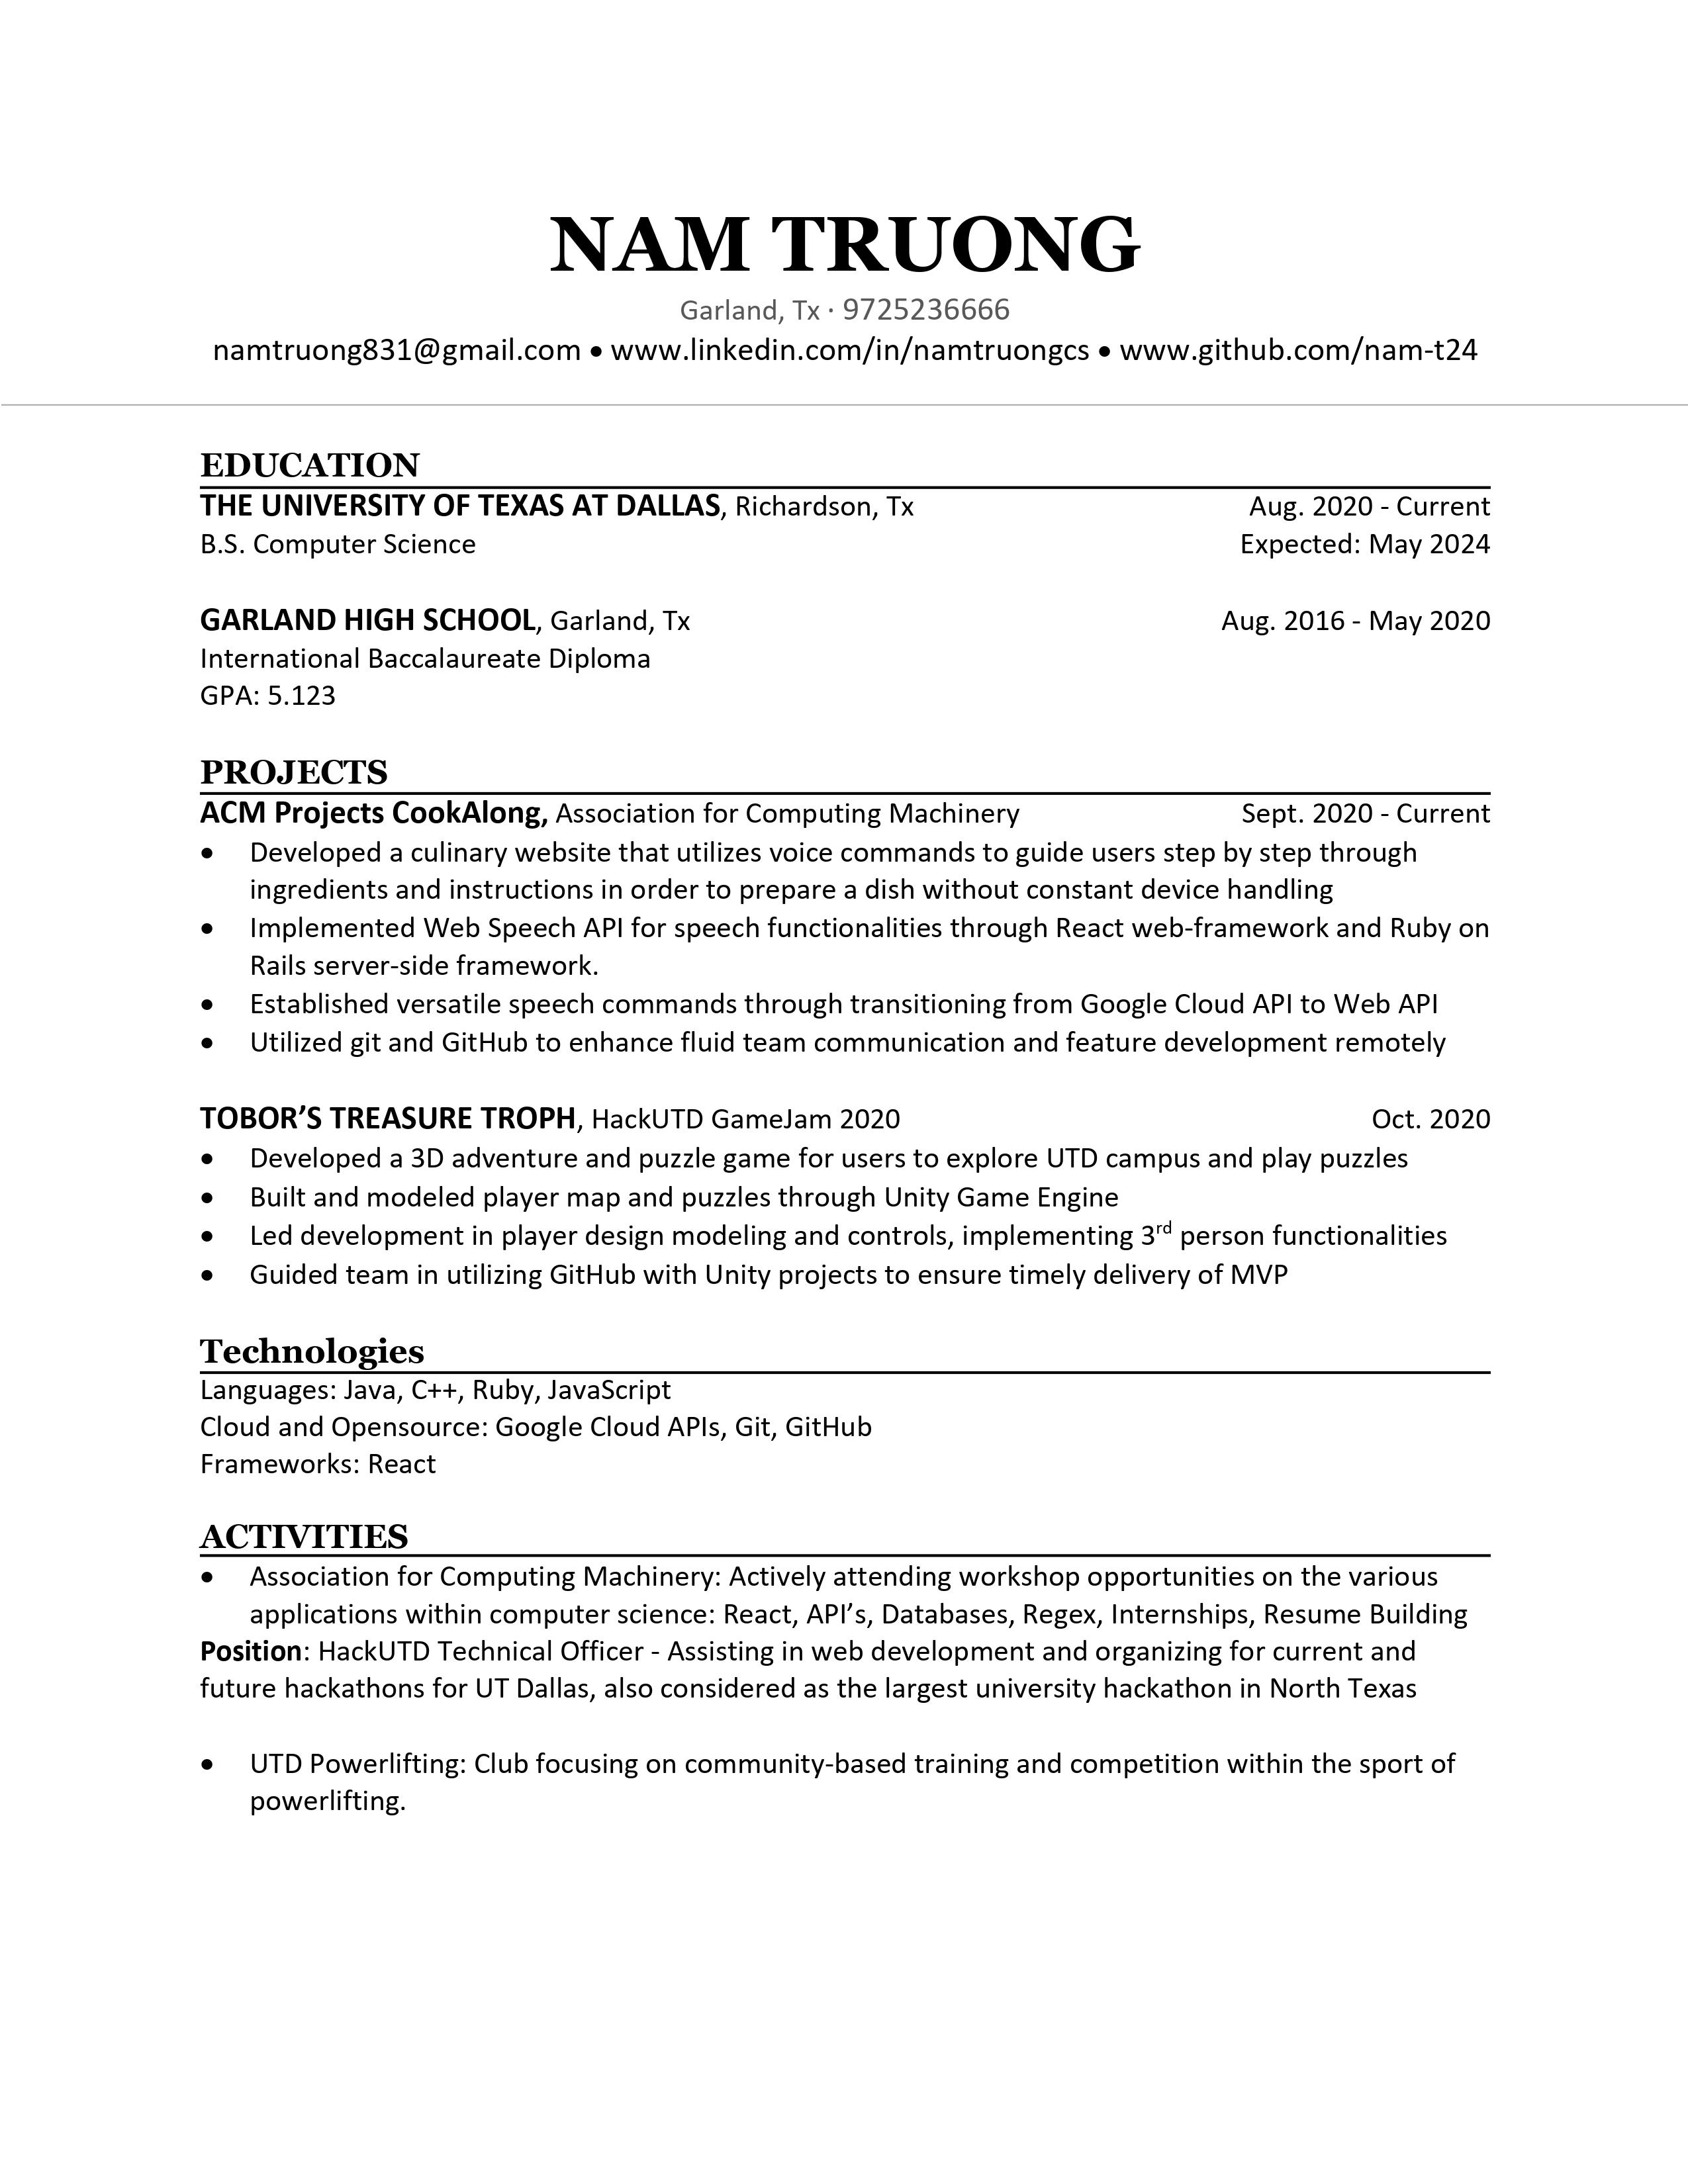 NAM TRUONG
Garland, Tx · 9725236666
namtruong831@gmail.com • www.linkedin.com/in/namtruongcs • www.github.com/nam-t24
EDUCATION
THE UNIVERSITY OF TEXAS AT DALLAS, Richardson, Tx Aug. 2020 - Current
B.S. Computer Science Expected: May 2024
GARLAND HIGH SCHOOL, Garland, Tx Aug. 2016 - May 2020
International Baccalaureate Diploma
GPA: 5.123
PROJECTS
ACM Projects CookAlong, Association for Computing Machinery Sept. 2020 - Current
• Developed a culinary website that utilizes voice commands to guide users step by step through
ingredients and instructions in order to prepare a dish without constant device handling
• Implemented Web Speech API for speech functionalities through React web-framework and Ruby on
Rails server-side framework.
• Established versatile speech commands through transitioning from Google Cloud API to Web API
• Utilized git and GitHub to enhance fluid team communication and feature development remotely
TOBOR’S TREASURE TROPH, HackUTD GameJam 2020 Oct. 2020
• Developed a 3D adventure and puzzle game for users to explore UTD campus and play puzzles
• Built and modeled player map and puzzles through Unity Game Engine
• Led development in player design modeling and controls, implementing 3rd person functionalities
• Guided team in utilizing GitHub with Unity projects to ensure timely delivery of MVP
Technologies
Languages: Java, C++, Ruby, JavaScript
Cloud and Opensource: Google Cloud APIs, Git, GitHub
Frameworks: React
ACTIVITIES
• Association for Computing Machinery: Actively attending workshop opportunities on the various
applications within computer science: React, API’s, Databases, Regex, Internships, Resume Building
Position: HackUTD Technical Officer - Assisting in web development and organizing for current and
future hackathons for UT Dallas, also considered as the largest university hackathon in North Texas
• UTD Powerlifting: Club focusing on community-based training and competition within the sport of
powerlifting.